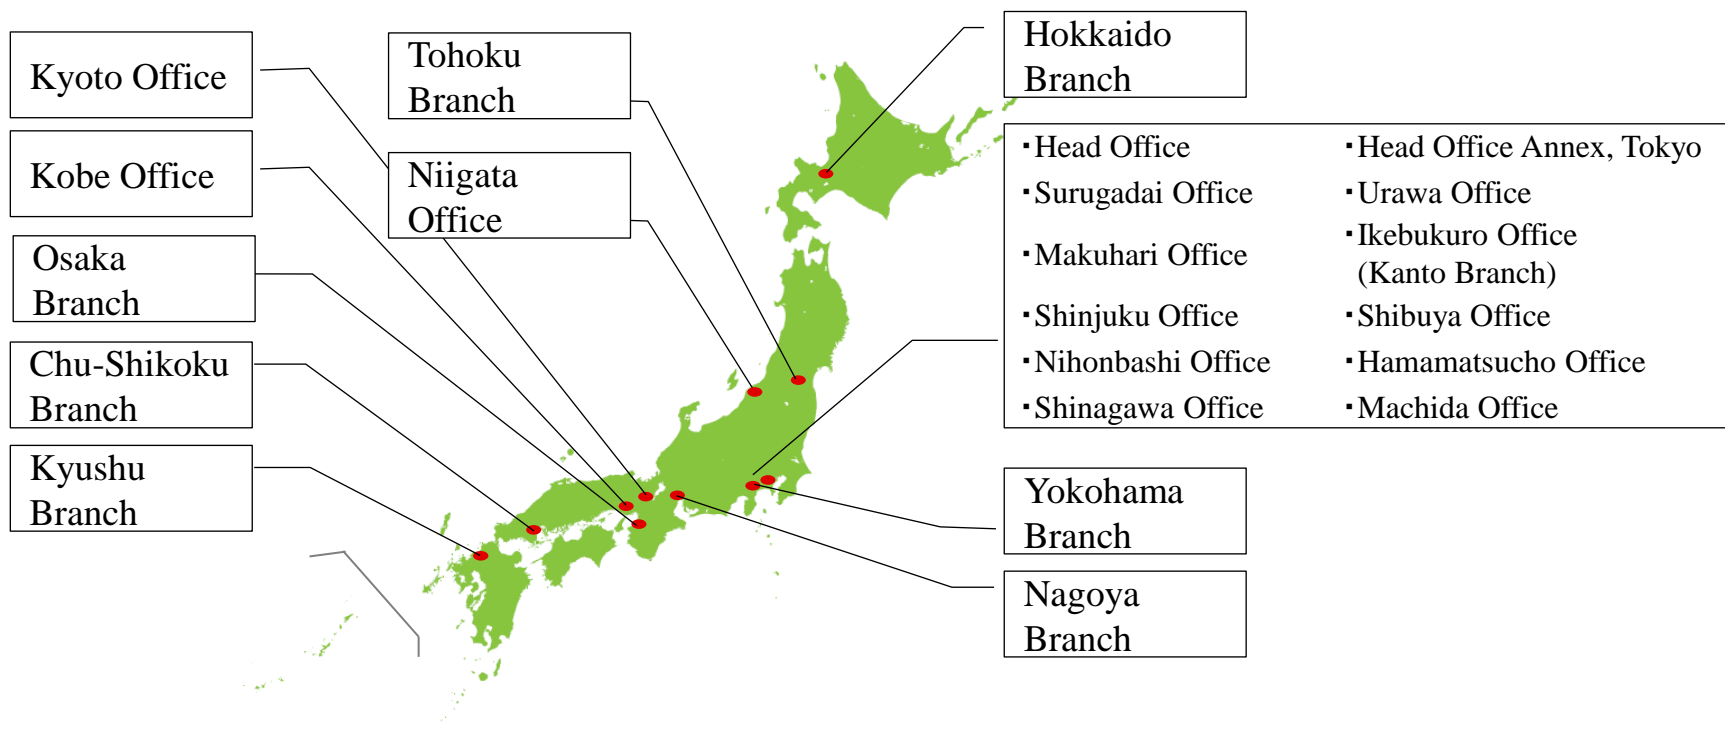 Kyoto Office
Kobe Office
Osaka
Branch
Chu-Shikoku
Branch
Kyushu
Branch
Tohoku
Branch
Niigata
Office
Hokkaido
Branch
・Head Office
・Head Office Annex, Tokyo
・Surugadai Office
・Urawa Office
・Makuhari Office
・Ikebukuro Office
(Kanto Branch)
・Shinjuku Office
・Shibuya Office
・Nihonbashi Office
・Hamamatsucho Office
・Shinagawa Office
・Machida Office
Yokohama
Branch
Nagoya
Branch